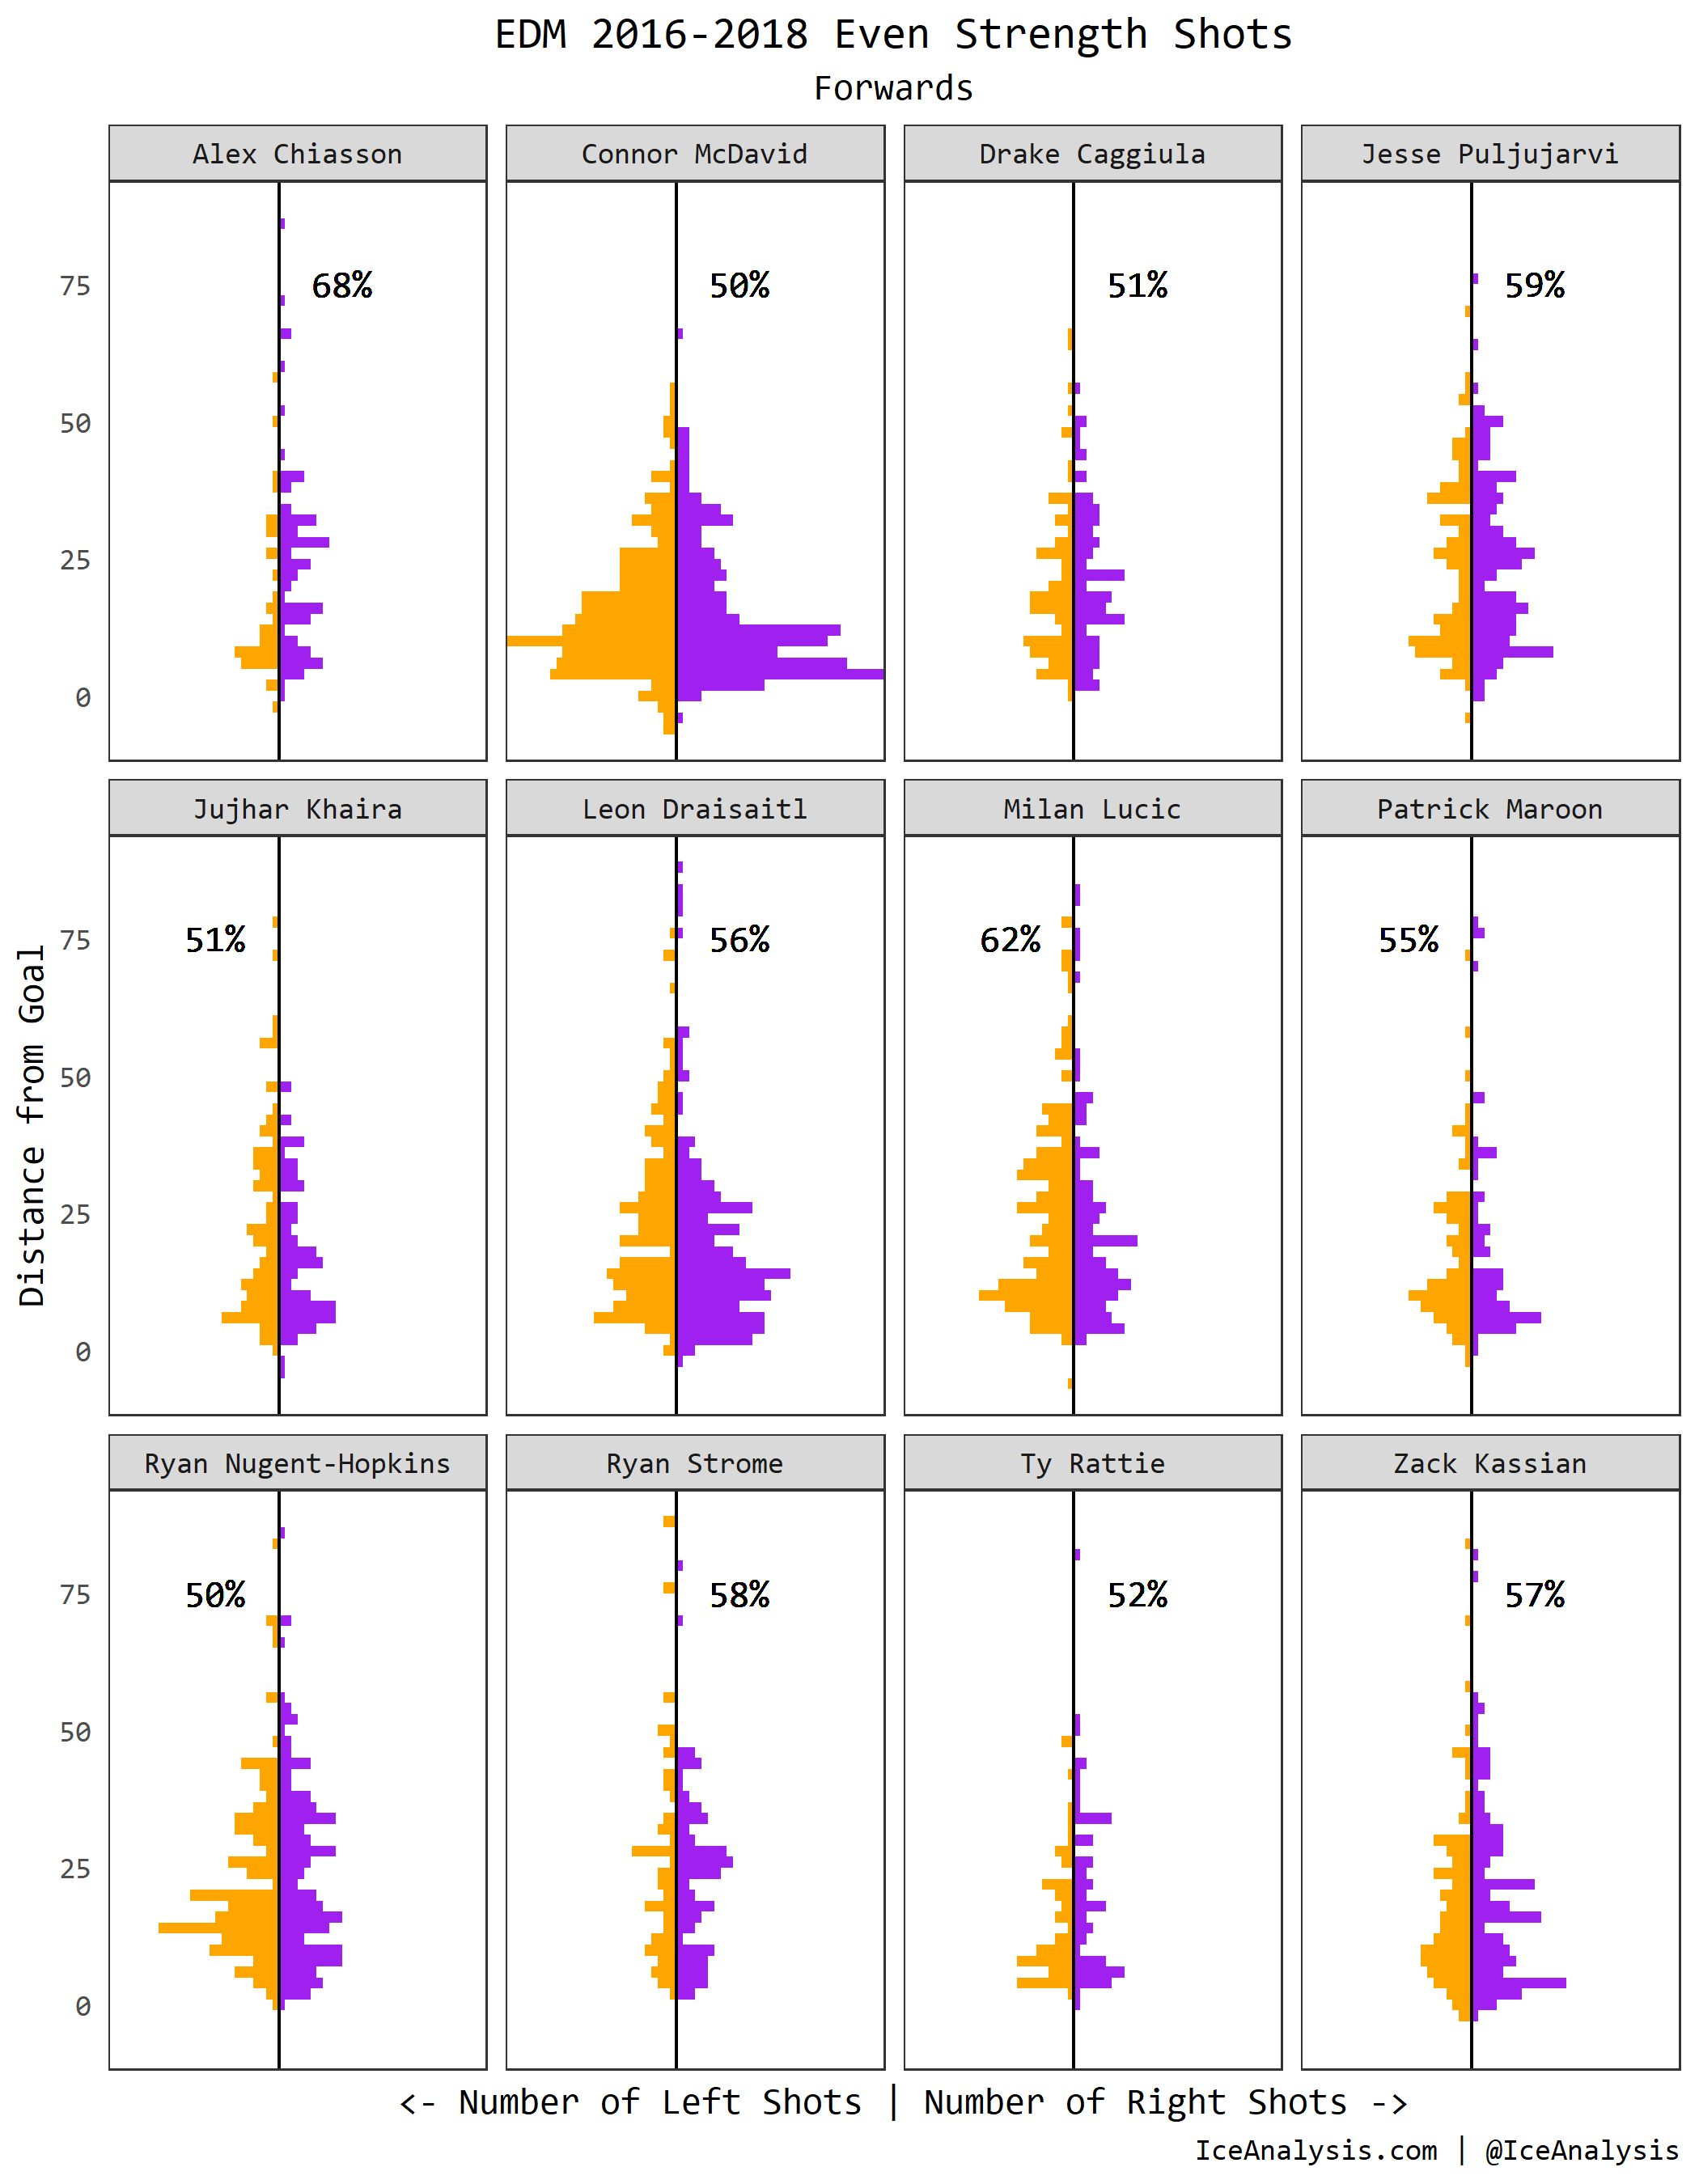 EDM 2016-2018 Even Strength Shots
Forwards
Alex Chiasson
Connor McDavid
Drake Caggiula
Jesse Puljujarvi
75
50
25
0
68%
50%
51%
59%
Jujhar Khaira
Leon Draisaitl
Milan Lucic
Patrick Maroon
Distance from Goal
75
50
25
0
51%
56%
62%
55%
Ryan Nugent-Hopkins
Ryan Strome
Ty Rattie
Zack Kassian
75
50
25
0
50%
58%
52%
57%
<- Number of Left Shots | Number of Right Shots ->
IceAnalysis.com | @IceAnalysis